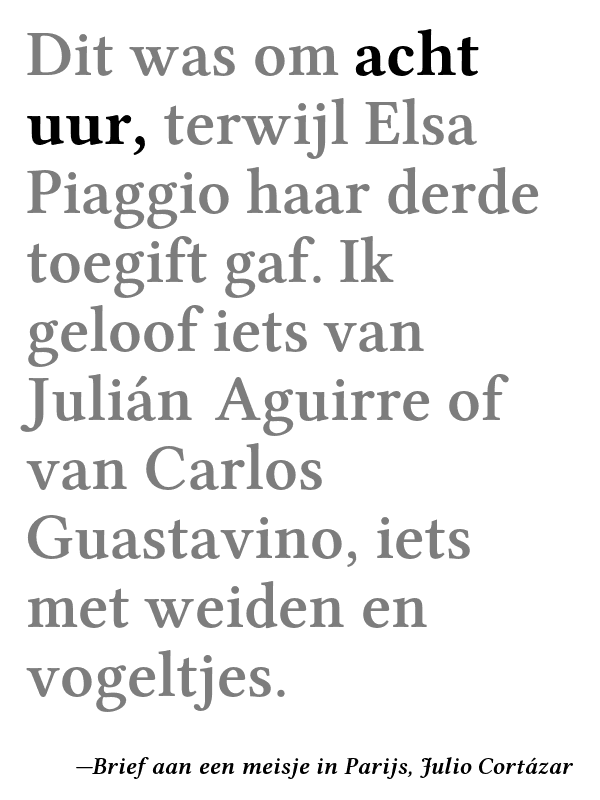 Dit was om acht
uur, terwijl Elsa
Piaggio haar derde
toegift gaf. Ik
geloof iets van
Julián Aguirre of
van Carlos
Guastavino, iets
met weiden en
vogeltjes.
—Brief aan een meisje in Parijs, Julio Cortázar